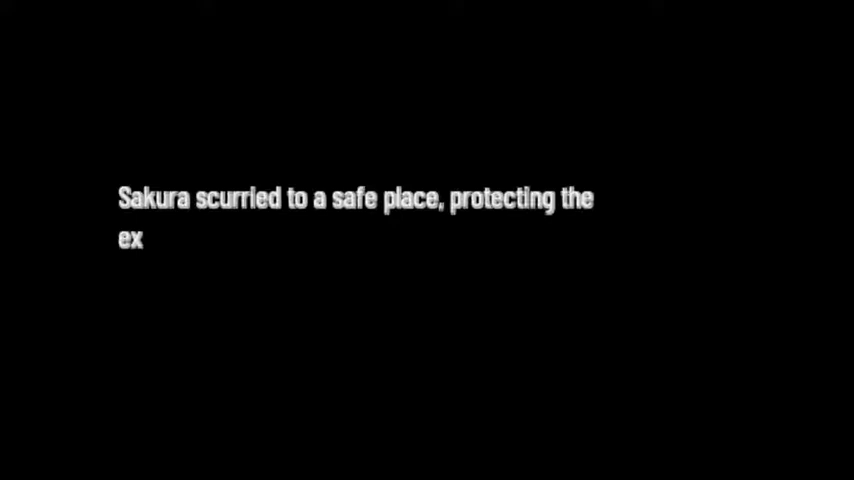 Sakura scurried to a safe place, protecting the
ex